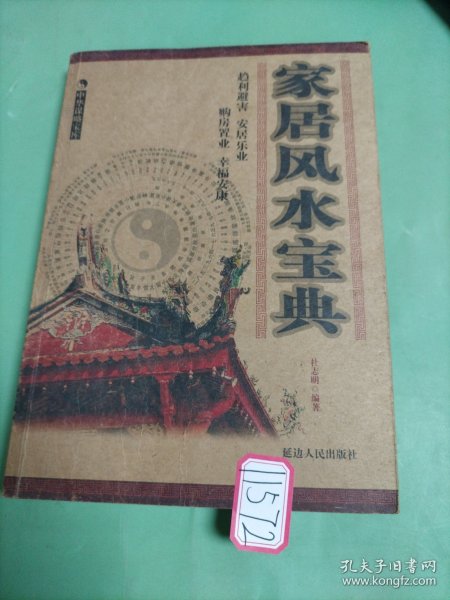 家居风水宝典
趋利避害 安居乐业
购房置业 幸福安康
杜志明 编著
延边人民出版社
11572
孔夫子旧书网
www.kongfz.com